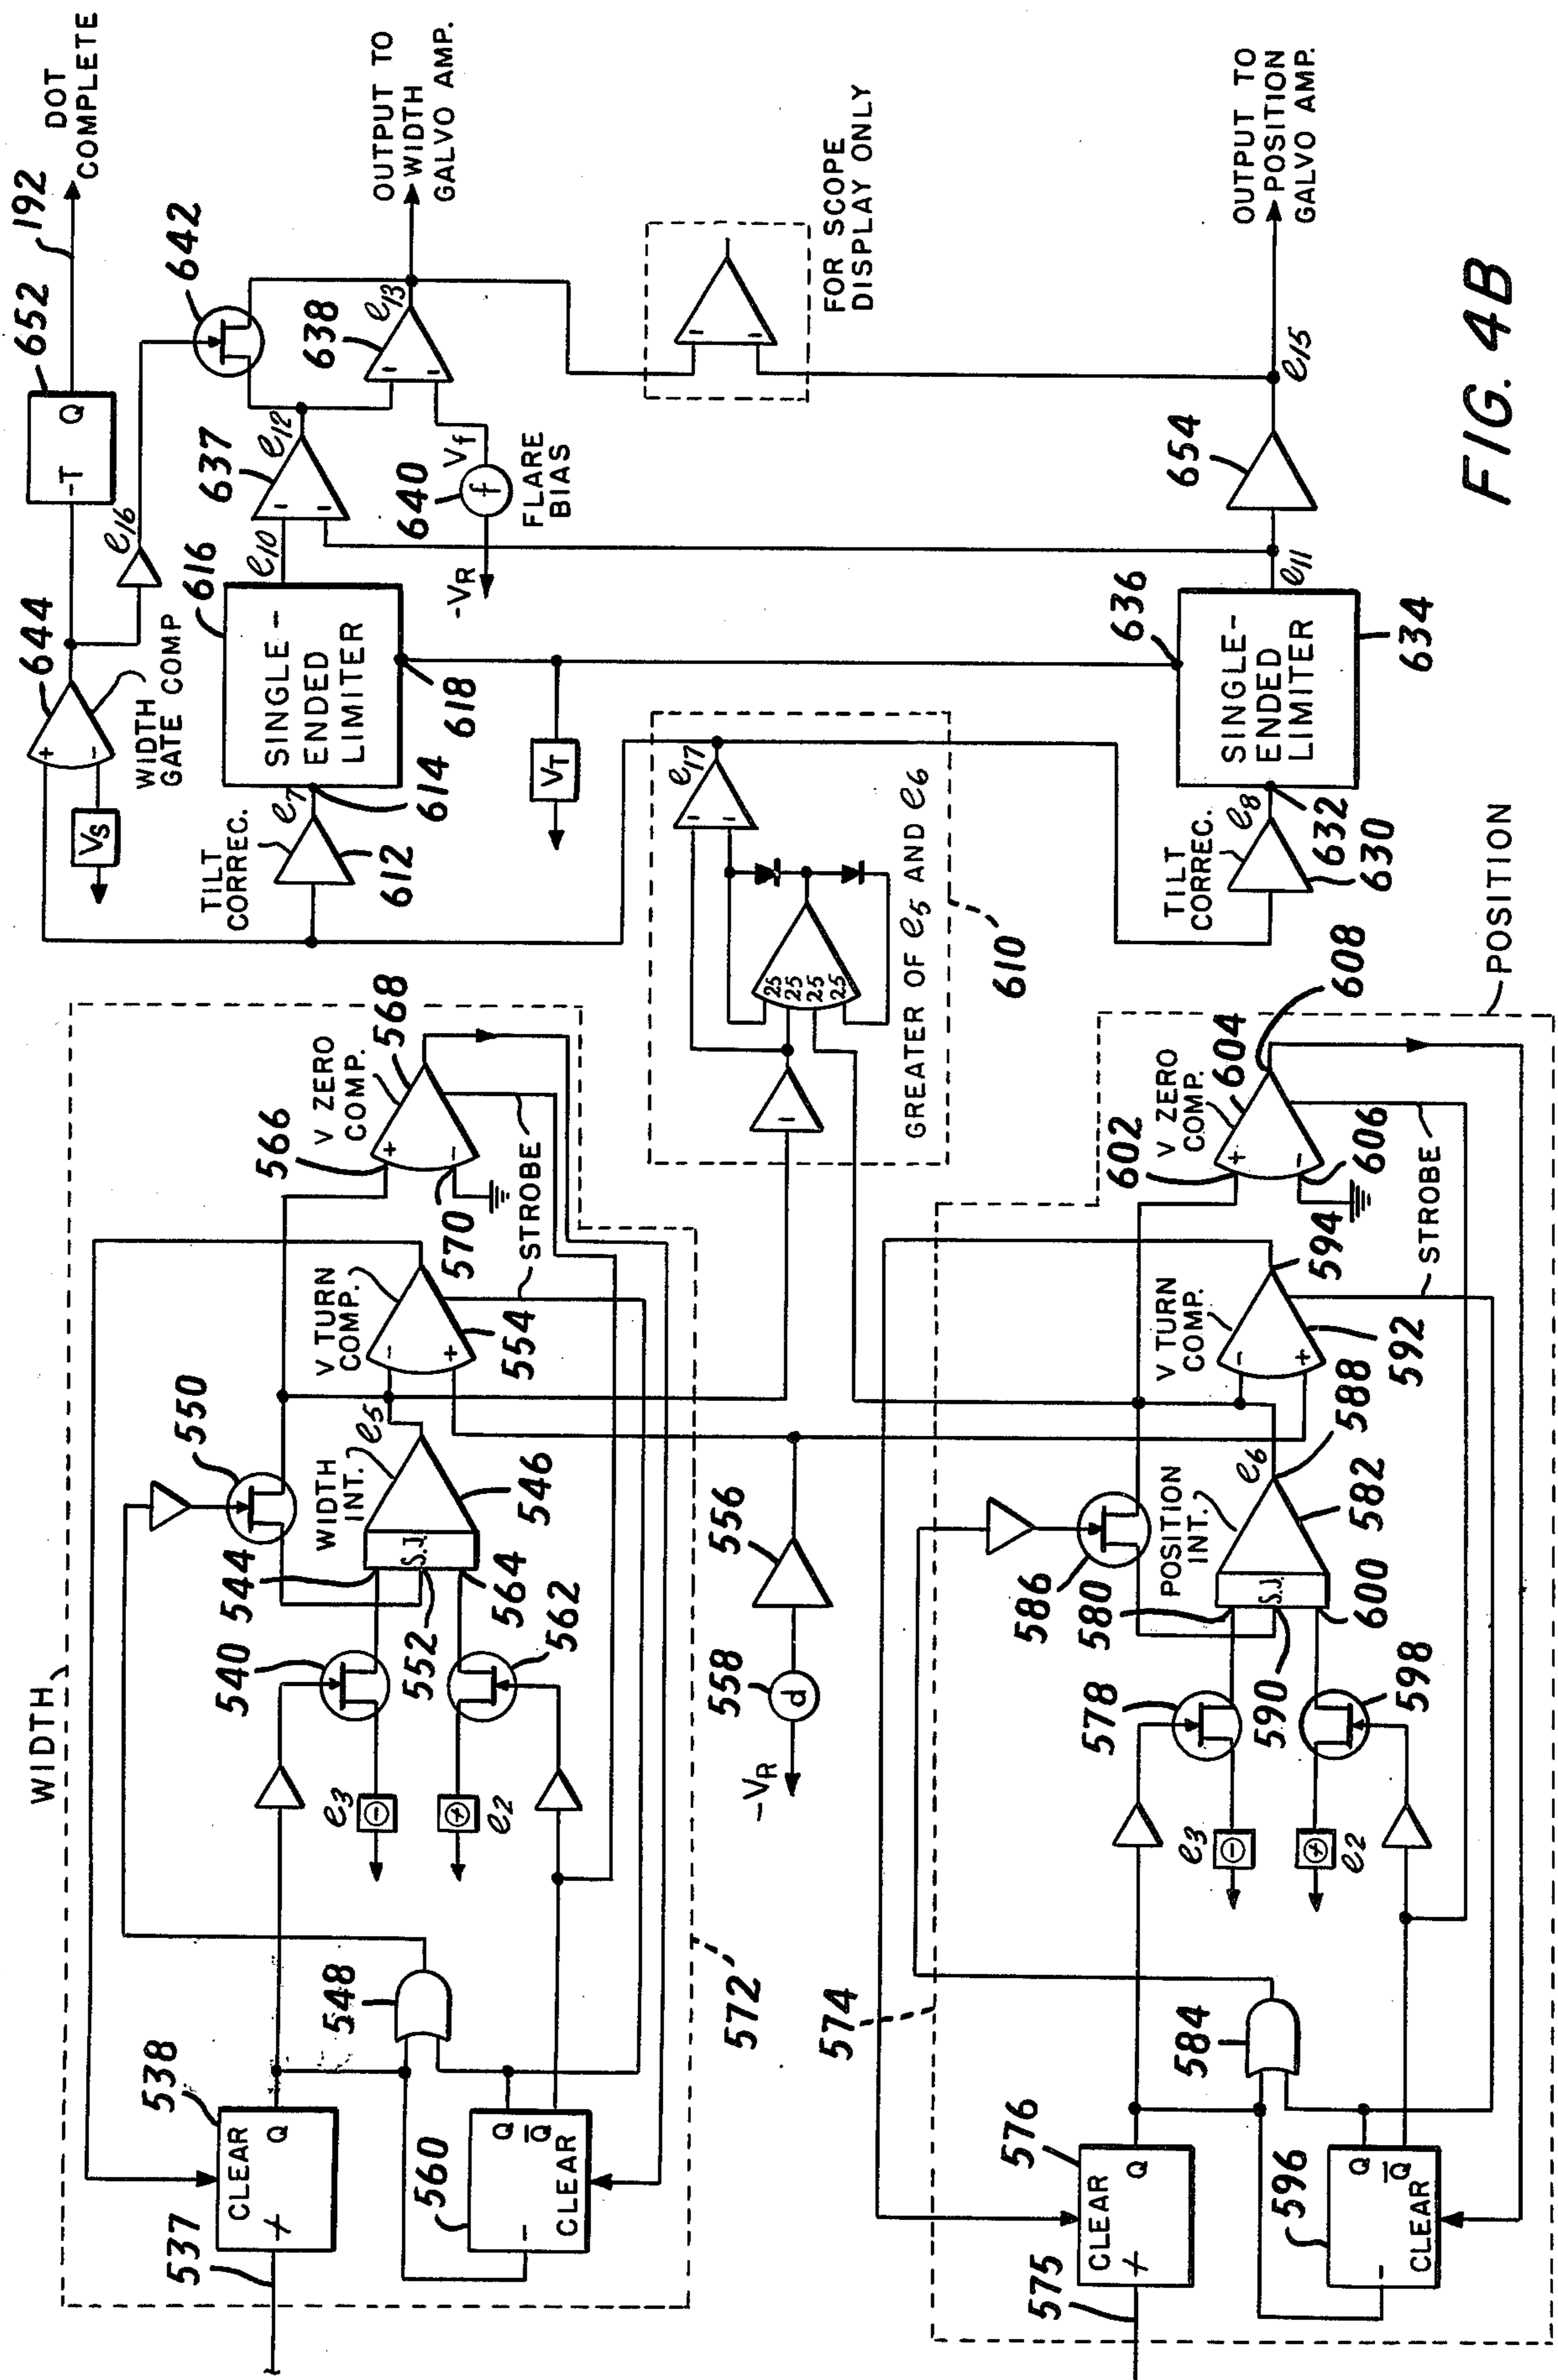 WIDTH
537
538
CLEAR
+
Q
560
Q
Q̅
-
CLEAR
548
572'
540
544
550
e3
-
+
e2
552
564
562
S.J.
WIDTH
INT.
546
e5
V TURN
COMP.
-
+
554
566
V ZERO
COMP.
568
+
-
570
STROBE
-VR
d
558
556
644
+
-
WIDTH
GATE COMP
VS
652
-T
Q
192
DOT
COMPLETE
e16
642
TILT
CORREC.
612
e7
614
616
SINGLE-
ENDED
LIMITER
618
e10
637
-
-
e12
638
-
-
e13
OUTPUT TO
WIDTH
GALVO AMP.
640
Vf
f
FLARE
BIAS
-VR
VT
-
25
25
25
25
-
-
e17
GREATER OF e5 AND e6
610
-
-
FOR SCOPE
DISPLAY ONLY
574
575
576
CLEAR
+
Q
596
Q
Q̅
-
CLEAR
584
578
586
580
e3
-
+
e2
590
598
600
S.J.
POSITION
INT.
582
e6
588
V TURN
COMP.
-
+
592
594
602
V ZERO
COMP.
604
+
-
606
608
STROBE
POSITION
TILT
CORREC.
e8
632
630
636
SINGLE-
ENDED
LIMITER
634
e11
654
e15
OUTPUT TO
POSITION
GALVO AMP.
FIG. 4B